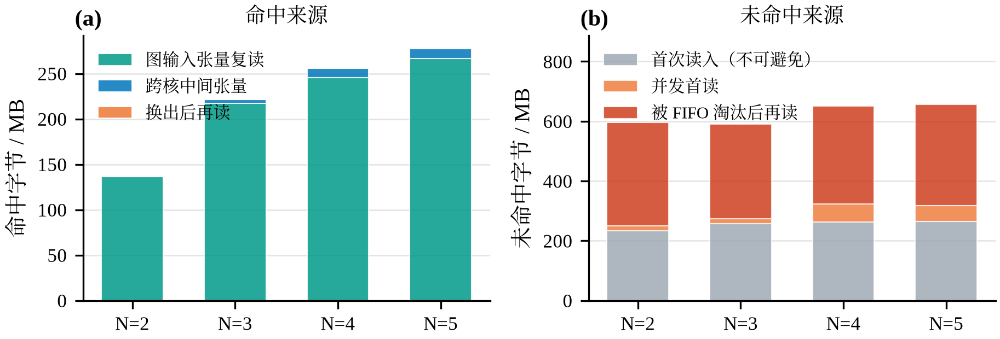 (a)
命中来源
图输入张量复读
跨核中间张量
换出后再读
命中字节 / MB
250
200
150
100
50
0
N=2
N=3
N=4
N=5
(b)
未命中来源
首次读入（不可避免）
并发首读
被 FIFO 淘汰后再读
未命中字节 / MB
800
600
400
200
0
N=2
N=3
N=4
N=5